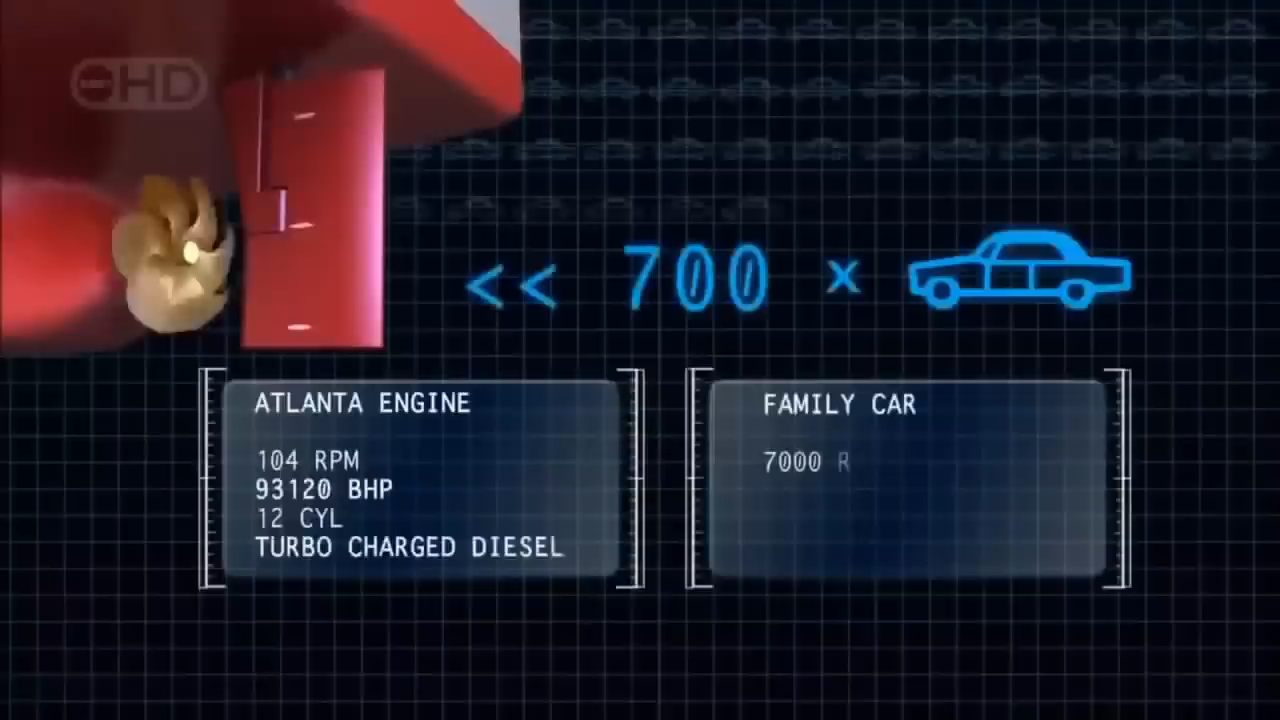 HD
<< 700 x
ATLANTA ENGINE
104 RPM
93120 BHP
12 CYL
TURBO CHARGED DIESEL
FAMILY CAR
7000 R